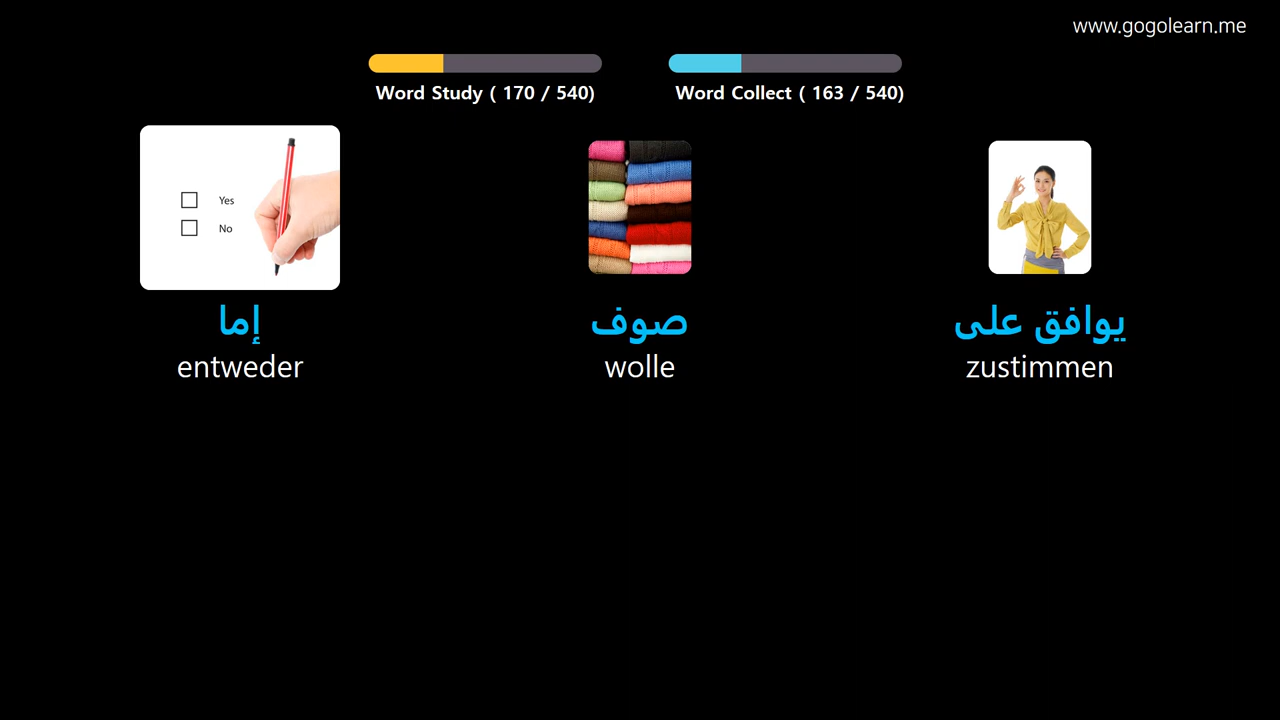 www.gogolearn.me
Word Study ( 170 / 540)
Word Collect ( 163 / 540)
Yes
No
إما
entweder
صوف
wolle
يوافق على
zustimmen